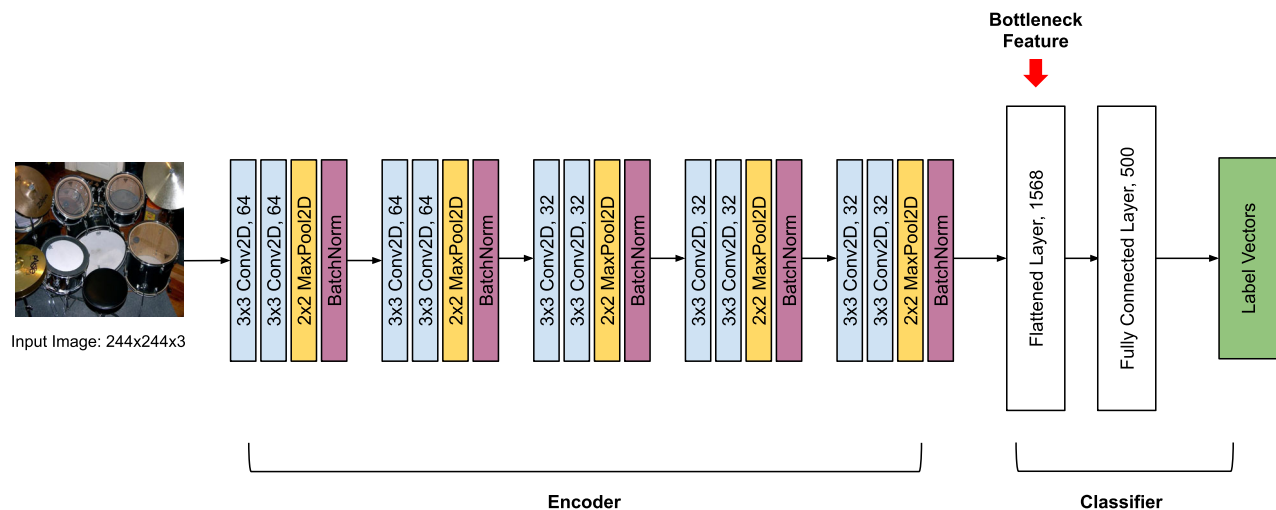 Bottleneck
Feature
3x3 Conv2D, 64
3x3 Conv2D, 64
2x2 MaxPool2D
BatchNorm
3x3 Conv2D, 64
3x3 Conv2D, 64
2x2 MaxPool2D
BatchNorm
3x3 Conv2D, 32
3x3 Conv2D, 32
2x2 MaxPool2D
BatchNorm
3x3 Conv2D, 32
3x3 Conv2D, 32
2x2 MaxPool2D
BatchNorm
3x3 Conv2D, 32
3x3 Conv2D, 32
2x2 MaxPool2D
BatchNorm
Flattened Layer, 1568
Fully Connected Layer, 500
Label Vectors
Input Image: 244x244x3
Encoder
Classifier